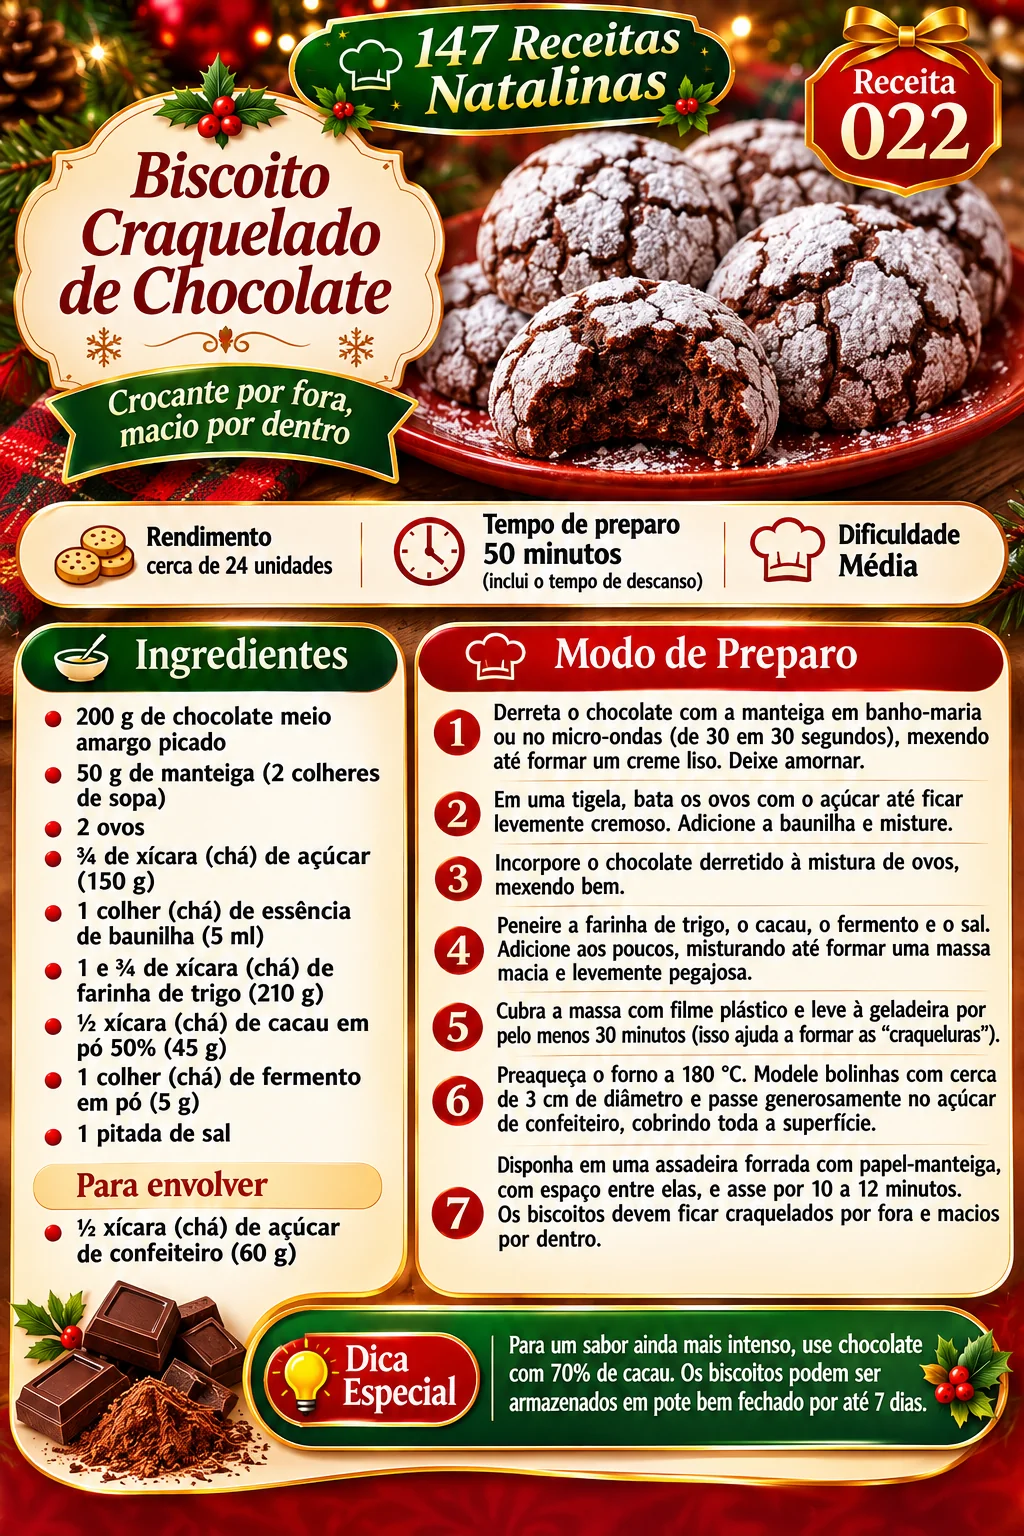 147 Receitas
Natalinas
Receita
022
Biscoito
Craquelado
de Chocolate
Crocante por fora,
macio por dentro
Rendimento
cerca de 24 unidades
Tempo de preparo
50 minutos
(inclui o tempo de descanso)
Dificuldade
Média
Ingredientes
200 g de chocolate meio
amargo picado
50 g de manteiga (2 colheres
de sopa)
2 ovos
¾ de xícara (chá) de açúcar
(150 g)
1 colher (chá) de essência
de baunilha (5 ml)
1 e ¾ de xícara (chá) de
farinha de trigo (210 g)
½ xícara (chá) de cacau em
pó 50% (45 g)
1 colher (chá) de fermento
em pó (5 g)
1 pitada de sal
Para envolver
½ xícara (chá) de açúcar
de confeiteiro (60 g)
Modo de Preparo
1 Derreta o chocolate com a manteiga em banho-maria
ou no micro-ondas (de 30 em 30 segundos), mexendo
até formar um creme liso. Deixe amornar.
2 Em uma tigela, bata os ovos com o açúcar até ficar
levemente cremoso. Adicione a baunilha e misture.
3 Incorpore o chocolate derretido à mistura de ovos,
mexendo bem.
4 Peneire a farinha de trigo, o cacau, o fermento e o sal.
Adicione aos poucos, misturando até formar uma massa
macia e levemente pegajosa.
5 Cubra a massa com filme plástico e leve à geladeira por
pelo menos 30 minutos (isso ajuda a formar as “craqueluras”).
6 Preaqueça o forno a 180 °C. Modele bolinhas com cerca
de 3 cm de diâmetro e passe generosamente no açúcar
de confeiteiro, cobrindo toda a superfície.
7 Disponha em uma assadeira forrada com papel-manteiga,
com espaço entre elas, e asse por 10 a 12 minutos.
Os biscoitos devem ficar craquelados por fora e macios
por dentro.
Dica
Especial
Para um sabor ainda mais intenso, use chocolate
com 70% de cacau. Os biscoitos podem ser
armazenados em pote bem fechado por até 7 dias.